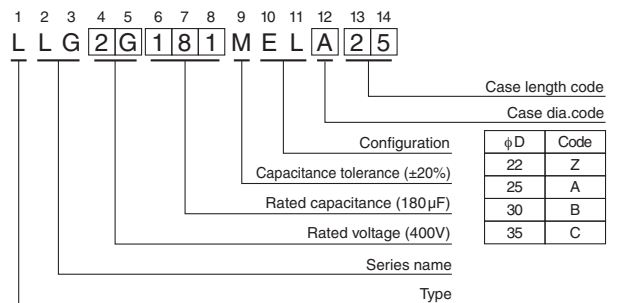 1 2 3 4 5 6 7 8 9 10 11 12 13 14
L L G 2 G 1 8 1 M E L A 2 5
Case length code
Case dia.code
Configuration
Capacitance tolerance (±20%)
Rated capacitance (180µF)
Rated voltage (400V)
Series name
Type
φD Code
22 Z
25 A
30 B
35 C